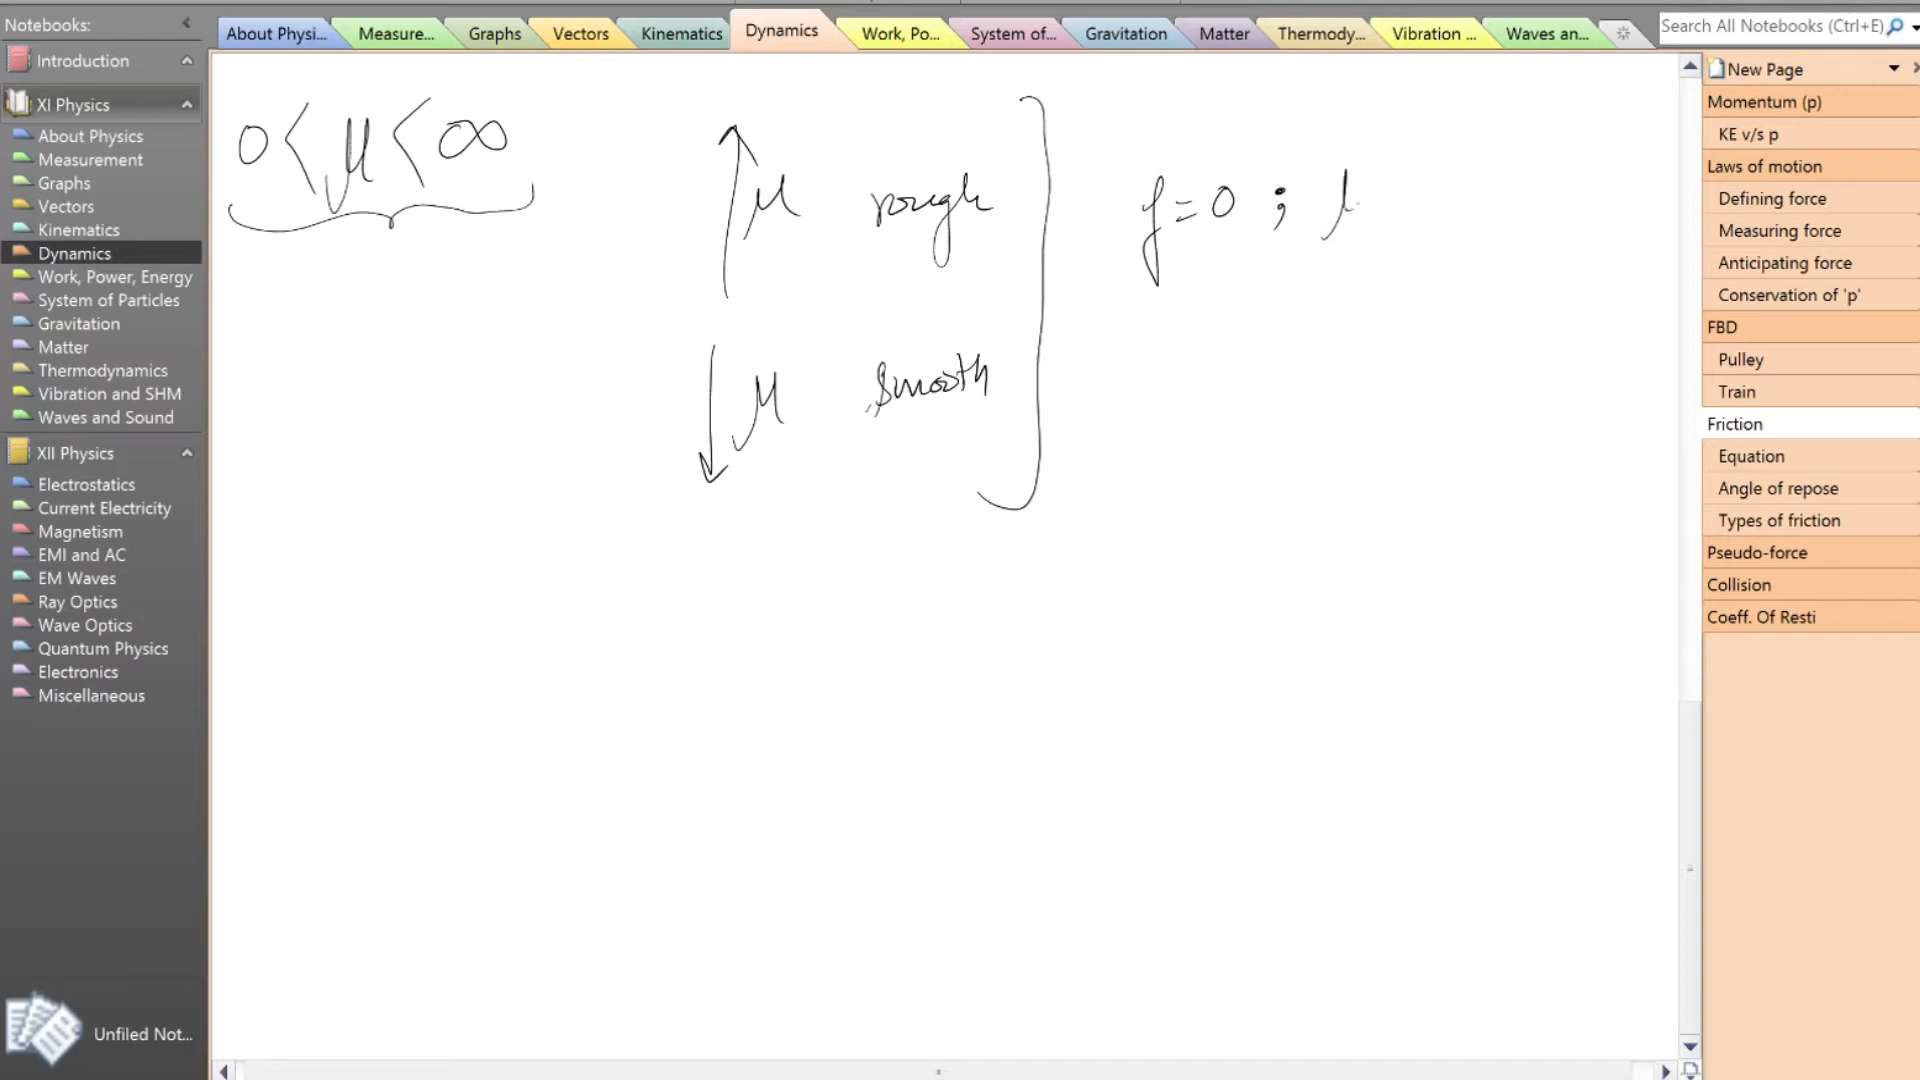 Notebooks:
Introduction
XI Physics
About Physics
Measurement
Graphs
Vectors
Kinematics
Dynamics
Work, Power, Energy
System of Particles
Gravitation
Matter
Thermodynamics
Vibration and SHM
Waves and Sound
XII Physics
Electrostatics
Current Electricity
Magnetism
EMI and AC
EM Waves
Ray Optics
Wave Optics
Quantum Physics
Electronics
Miscellaneous
Unfiled Not...
About Physi... Measure... Graphs Vectors Kinematics Dynamics Work, Po... System of... Gravitation Matter Thermody... Vibration ... Waves an...
Search All Notebooks (Ctrl+E)
0 < μ < ∞
↑ μ rough
f = 0 ;
↓ μ smooth
New Page
Momentum (p)
KE v/s p
Laws of motion
Defining force
Measuring force
Anticipating force
Conservation of 'p'
FBD
Pulley
Train
Friction
Equation
Angle of repose
Types of friction
Pseudo-force
Collision
Coeff. Of Resti